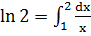 ln 2 = ∫₁² dx/x